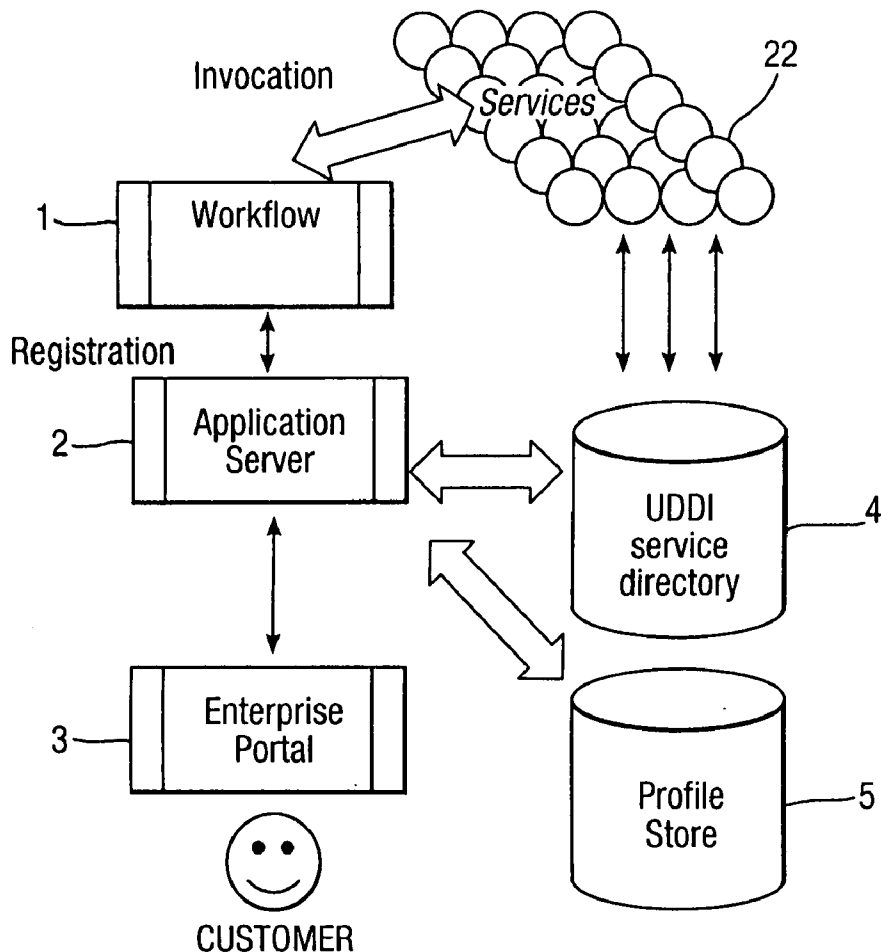 Invocation
Services
22
1
Workflow
Registration
2
Application
Server
UDDI
service
directory
4
3
Enterprise
Portal
Profile
Store
5
CUSTOMER